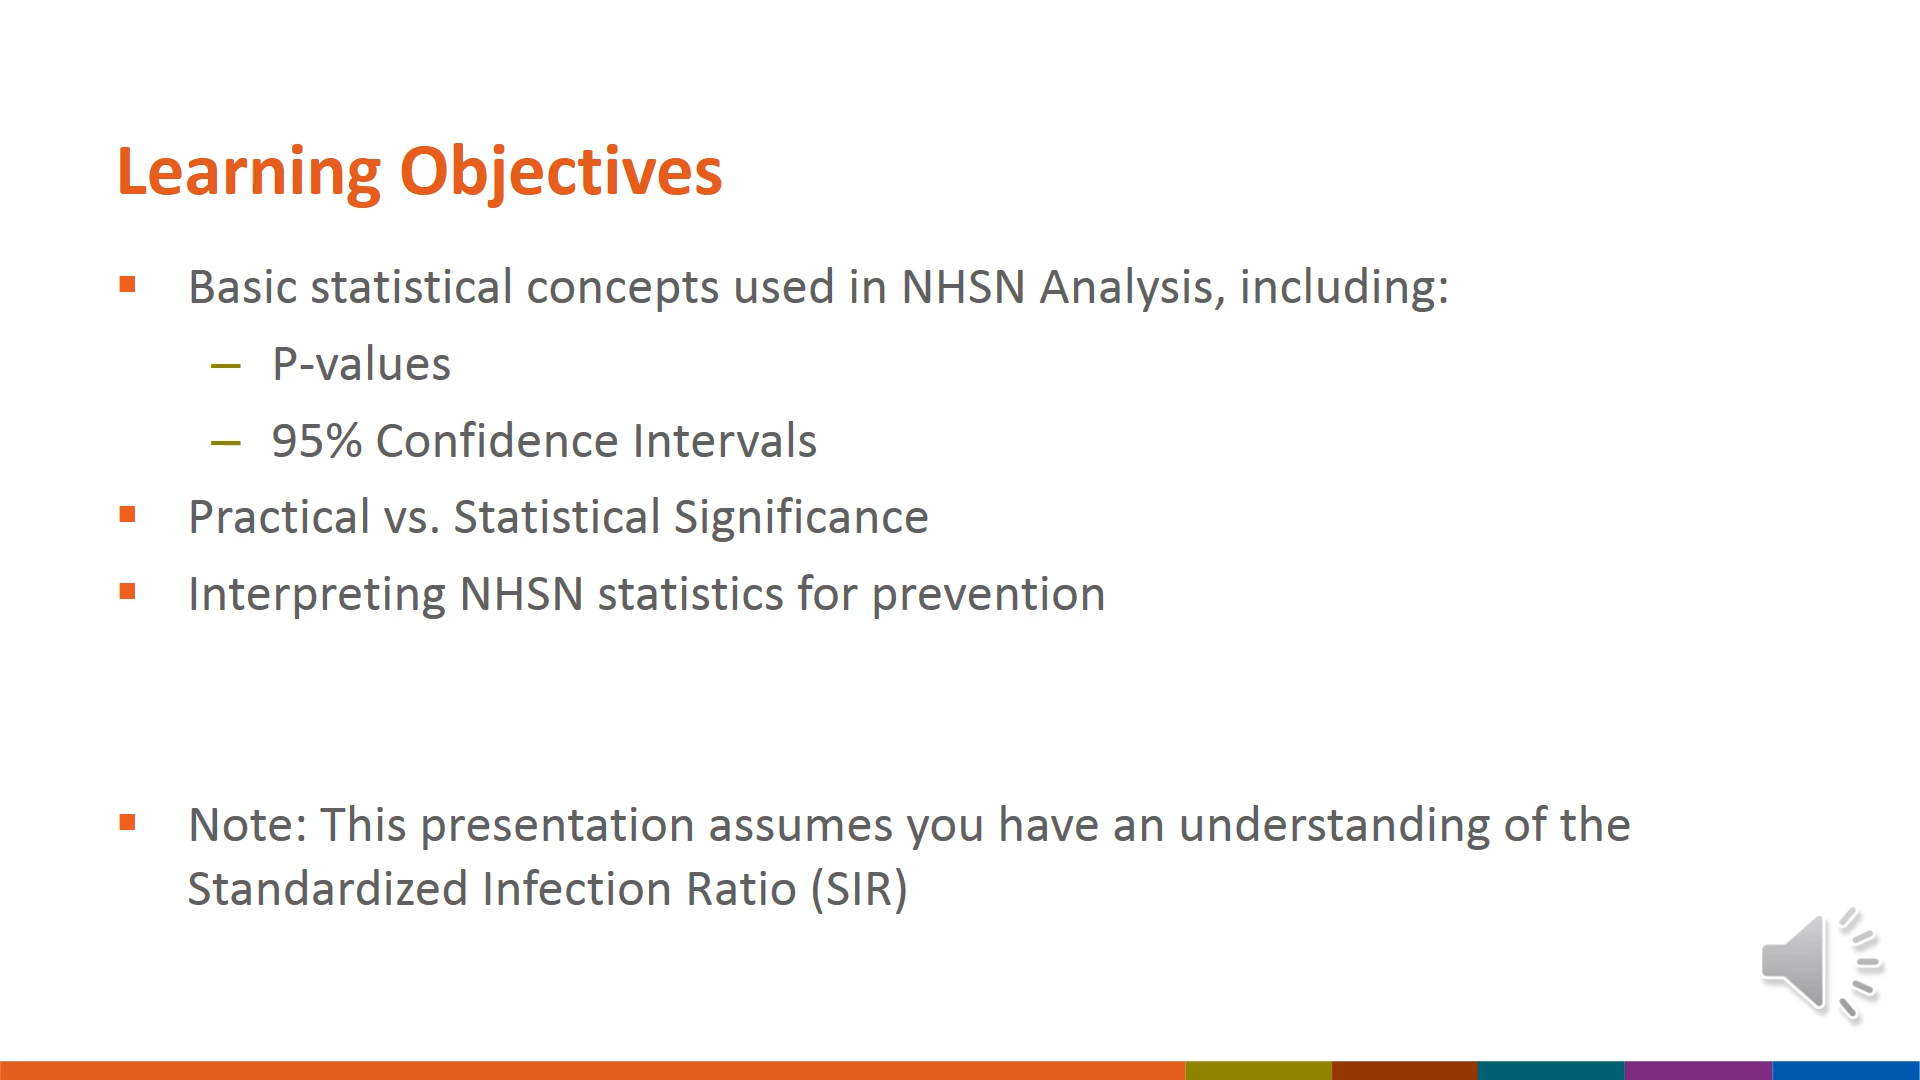 Learning Objectives
▪ Basic statistical concepts used in NHSN Analysis, including:
– P-values
– 95% Confidence Intervals
▪ Practical vs. Statistical Significance
▪ Interpreting NHSN statistics for prevention
▪ Note: This presentation assumes you have an understanding of the
Standardized Infection Ratio (SIR)